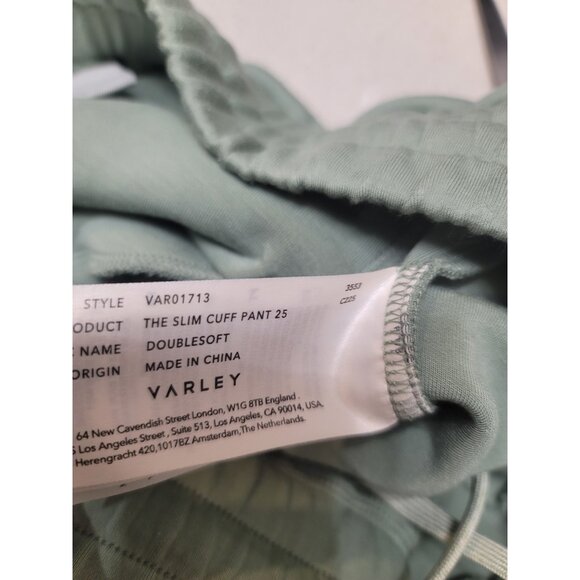 STYLE VAR01713
ODUCT THE SLIM CUFF PANT 25
C NAME DOUBLESOFT
ORIGIN MADE IN CHINA
3553
C225
VARLEY
64 New Cavendish Street London, W1G 8TB England.
S Los Angeles Street, Suite 513, Los Angeles, CA 90014, USA.
Herengracht 420,1017BZ Amsterdam,The Netherlands.